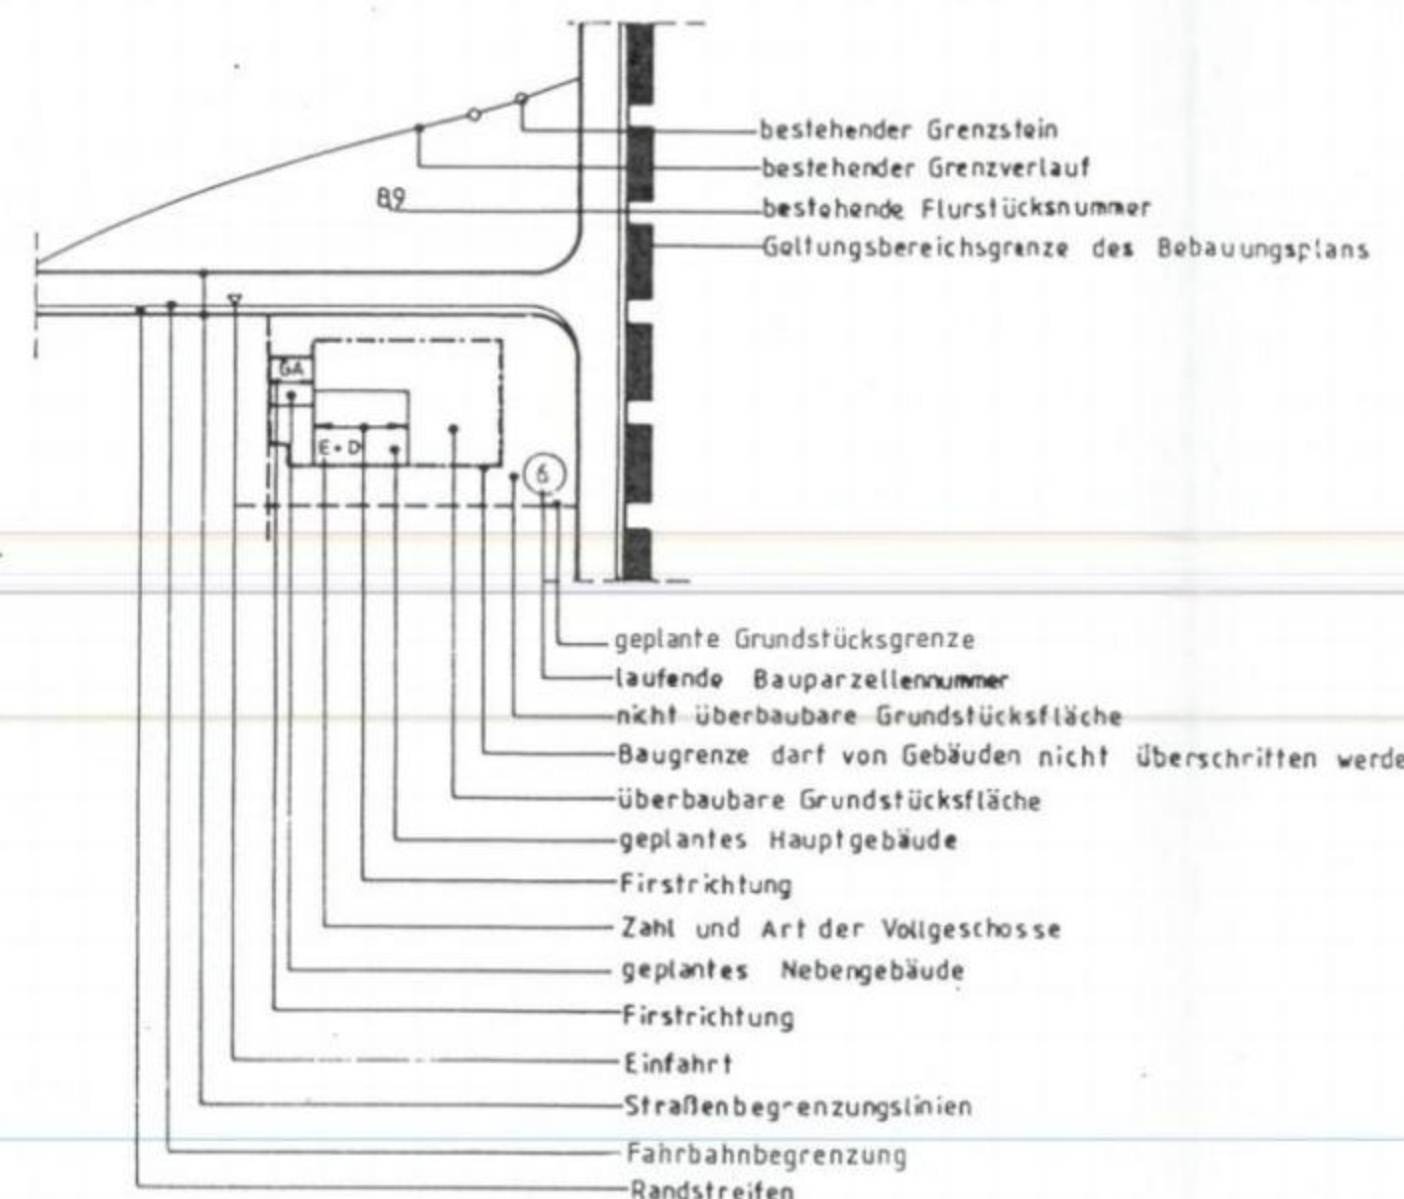 bestehender Grenzstein
bestehender Grenzverlauf
89
bestehende Flurstücksnummer
Geltungsbereichsgrenze des Bebauungsplans
GA
E+D
6
geplante Grundstücksgrenze
laufende Bauparzellennummer
nicht überbaubare Grundstücksfläche
Baugrenze darf von Gebäuden nicht überschritten werde
überbaubare Grundstücksfläche
geplantes Hauptgebäude
Firstrichtung
Zahl und Art der Vollgeschosse
geplantes Nebengebäude
Firstrichtung
Einfahrt
Straßenbegrenzungslinien
Fahrbahnbegrenzung
Randstreifen